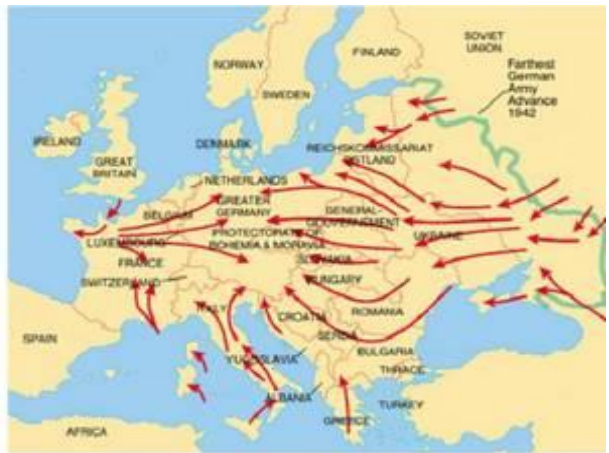 NORWAY
FINLAND
SOVIET
UNION
Farthest
German
Army
Advance
1942
SWEDEN
IRELAND
GREAT
BRITAIN
DENMARK
REICHSKOMMISSARIAT
OSTLAND
NETHERLANDS
BELGIUM
GREATER
GERMANY
GENERAL-
GOUVERNEMENT
LUXEMBOURG
PROTECTORATE OF
BOHEMIA & MORAVIA
UKRAINE
FRANCE
SLOVAKIA
SWITZERLAND
HUNGARY
ITALY
CROATIA
ROMANIA
SERBIA
SPAIN
YUGOSLAVIA
BULGARIA
THRACE
ALBANIA
TURKEY
GREECE
AFRICA